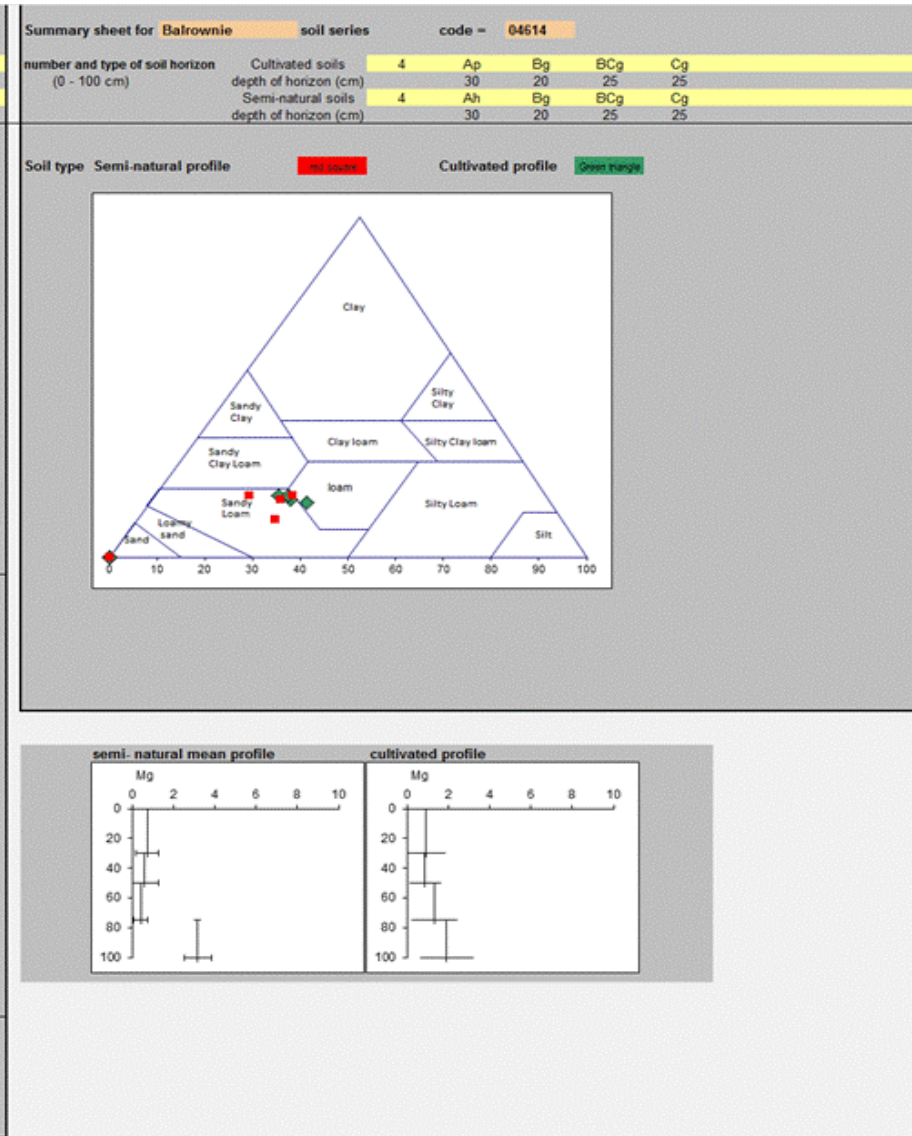 Summary sheet for Balrownie soil series code = 04614
number and type of soil horizon Cultivated soils 4 Ap Bg BCg Cg
(0 - 100 cm) depth of horizon (cm) 30 20 25 25
Semi-natural soils 4 Ah Bg BCg Cg
depth of horizon (cm) 30 20 25 25
Soil type Semi-natural profile red square Cultivated profile Green triangle
Clay
Silty
Clay
Sandy
Clay
Clay loam Silty Clay loam
Sandy
Clay Loam
loam
Sandy
Loam
Silty Loam
Loamy
sand
Sand
Silt
0 10 20 30 40 50 60 70 80 90 100
semi- natural mean profile cultivated profile
Mg Mg
0 2 4 6 8 10 0 2 4 6 8 10
0 0
20 20
40 40
60 60
80 80
100 100